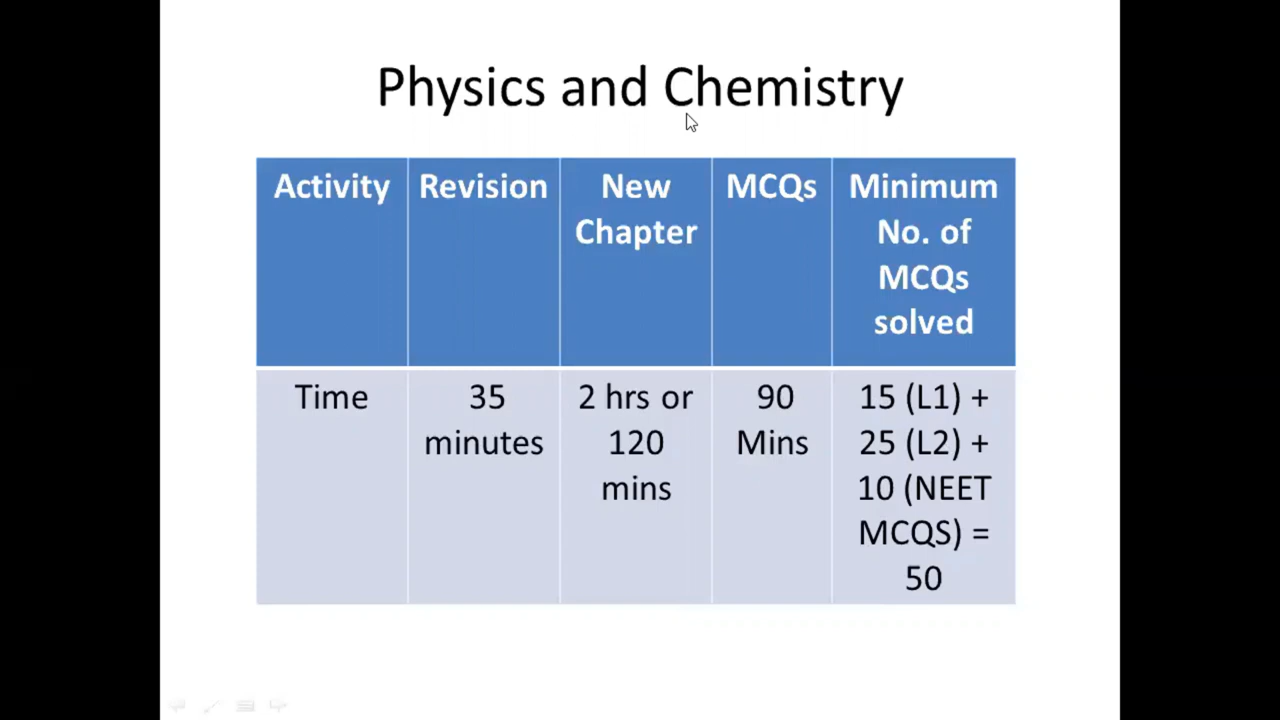 Physics and Chemistry
Activity
Revision
New
Chapter
MCQs
Minimum
No. of
MCQs
solved
Time
35
minutes
2 hrs or
120
mins
90
Mins
15 (L1) +
25 (L2) +
10 (NEET
MCQS) =
50